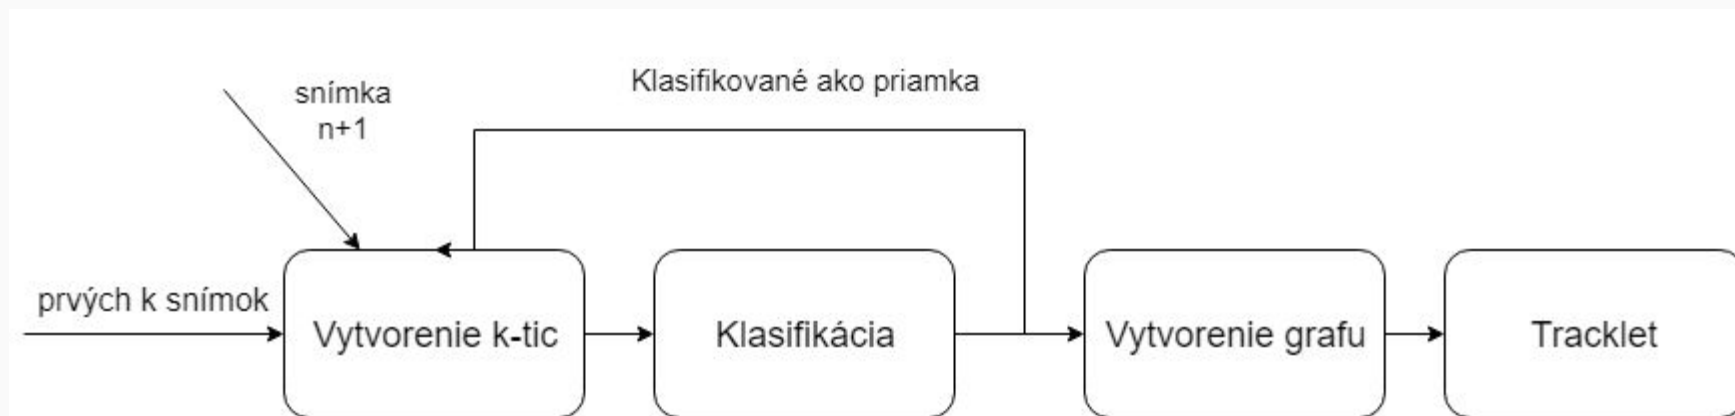 snímka
n+1
Klasifikované ako priamka
prvých k snímok
Vytvorenie k-tic
Klasifikácia
Vytvorenie grafu
Tracklet